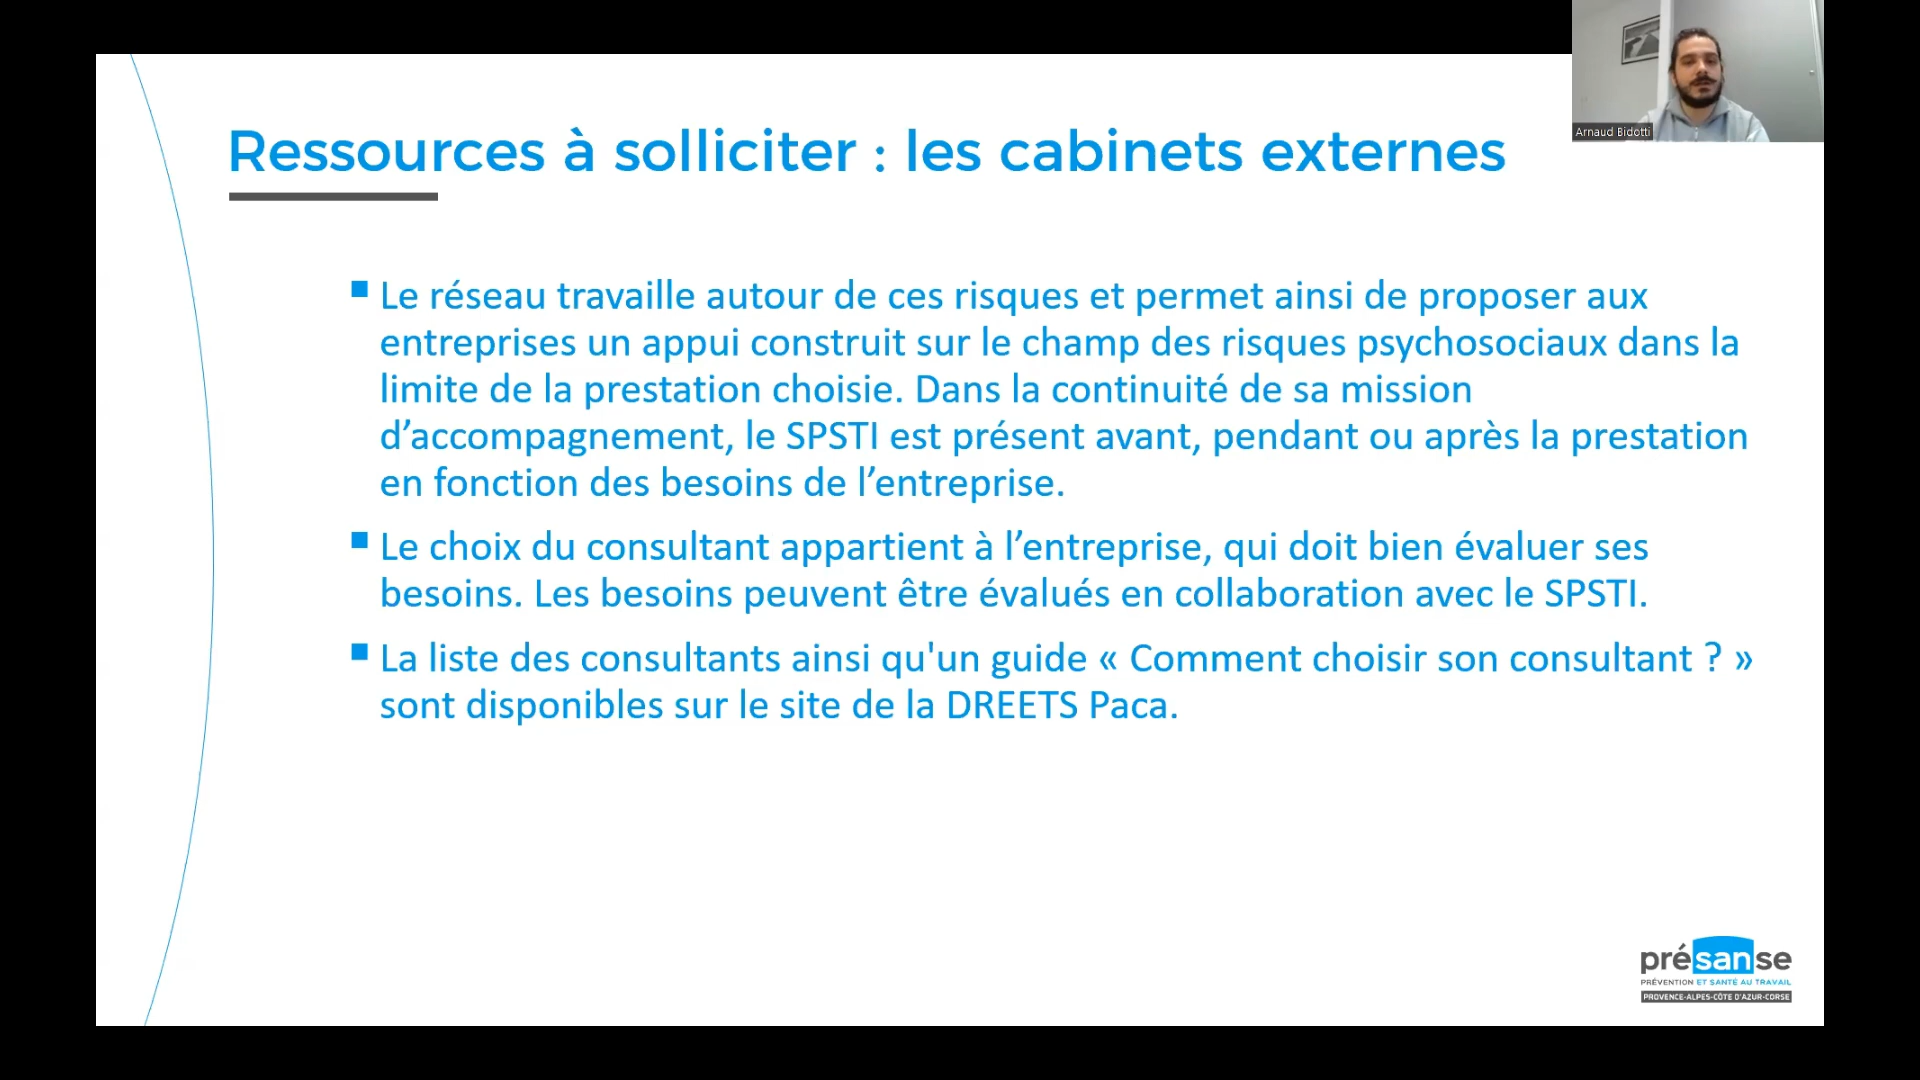 Arnaud Bidotti
Ressources à solliciter : les cabinets externes
Le réseau travaille autour de ces risques et permet ainsi de proposer aux
entreprises un appui construit sur le champ des risques psychosociaux dans la
limite de la prestation choisie. Dans la continuité de sa mission
d’accompagnement, le SPSTI est présent avant, pendant ou après la prestation
en fonction des besoins de l’entreprise.
Le choix du consultant appartient à l’entreprise, qui doit bien évaluer ses
besoins. Les besoins peuvent être évalués en collaboration avec le SPSTI.
La liste des consultants ainsi qu'un guide « Comment choisir son consultant ? »
sont disponibles sur le site de la DREETS Paca.
présanse
PRÉVENTION ET SANTÉ AU TRAVAIL
PROVENCE-ALPES-CÔTE D'AZUR-CORSE